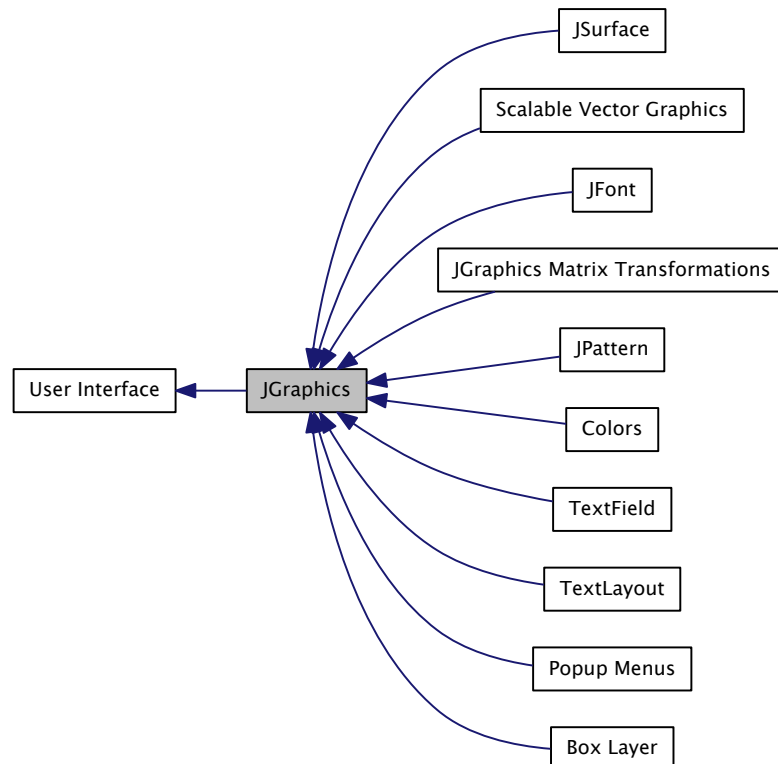 JSurface
Scalable Vector Graphics
JFont
JGraphics Matrix Transformations
JPattern
User Interface
JGraphics
Colors
TextField
TextLayout
Popup Menus
Box Layer